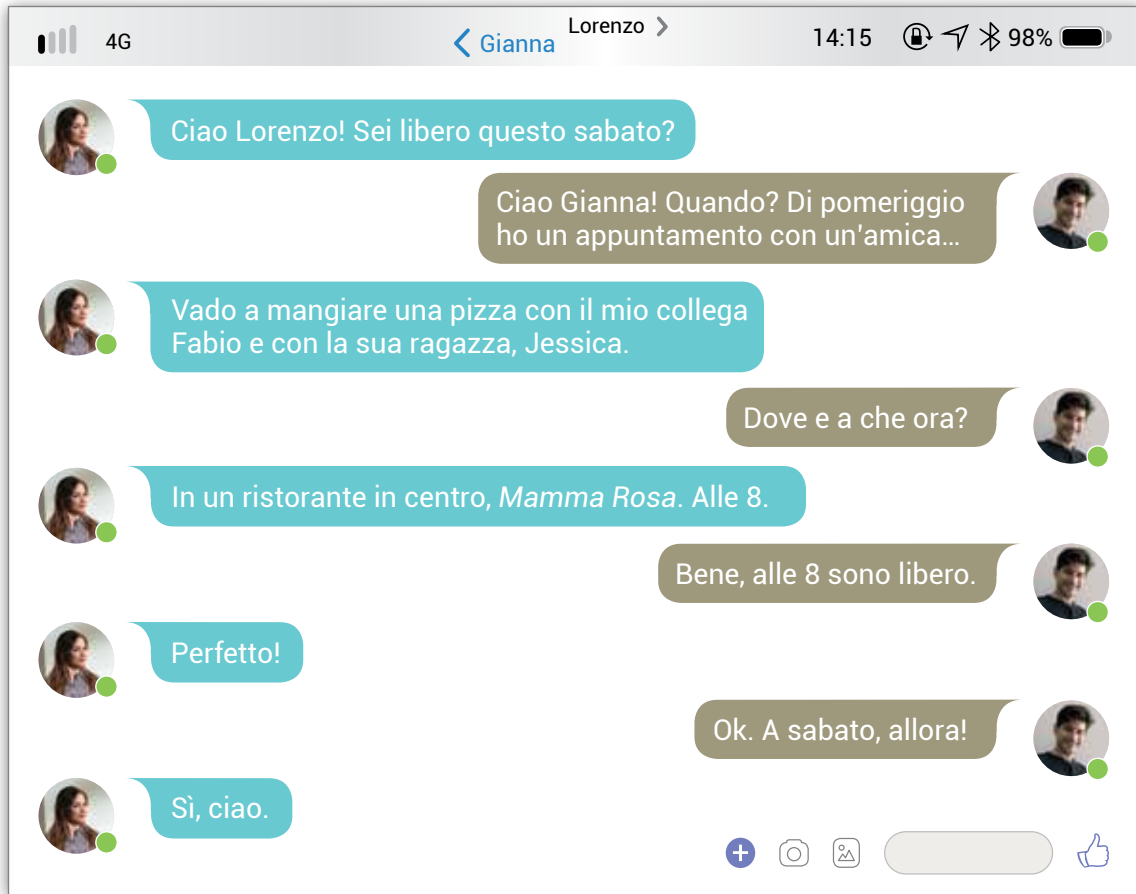 4G
Gianna
Lorenzo
14:15
98%
Ciao Lorenzo! Sei libero questo sabato?
Ciao Gianna! Quando? Di pomeriggio
ho un appuntamento con un'amica...
Vado a mangiare una pizza con il mio collega
Fabio e con la sua ragazza, Jessica.
Dove e a che ora?
In un ristorante in centro, Mamma Rosa. Alle 8.
Bene, alle 8 sono libero.
Perfetto!
Ok. A sabato, allora!
Sì, ciao.